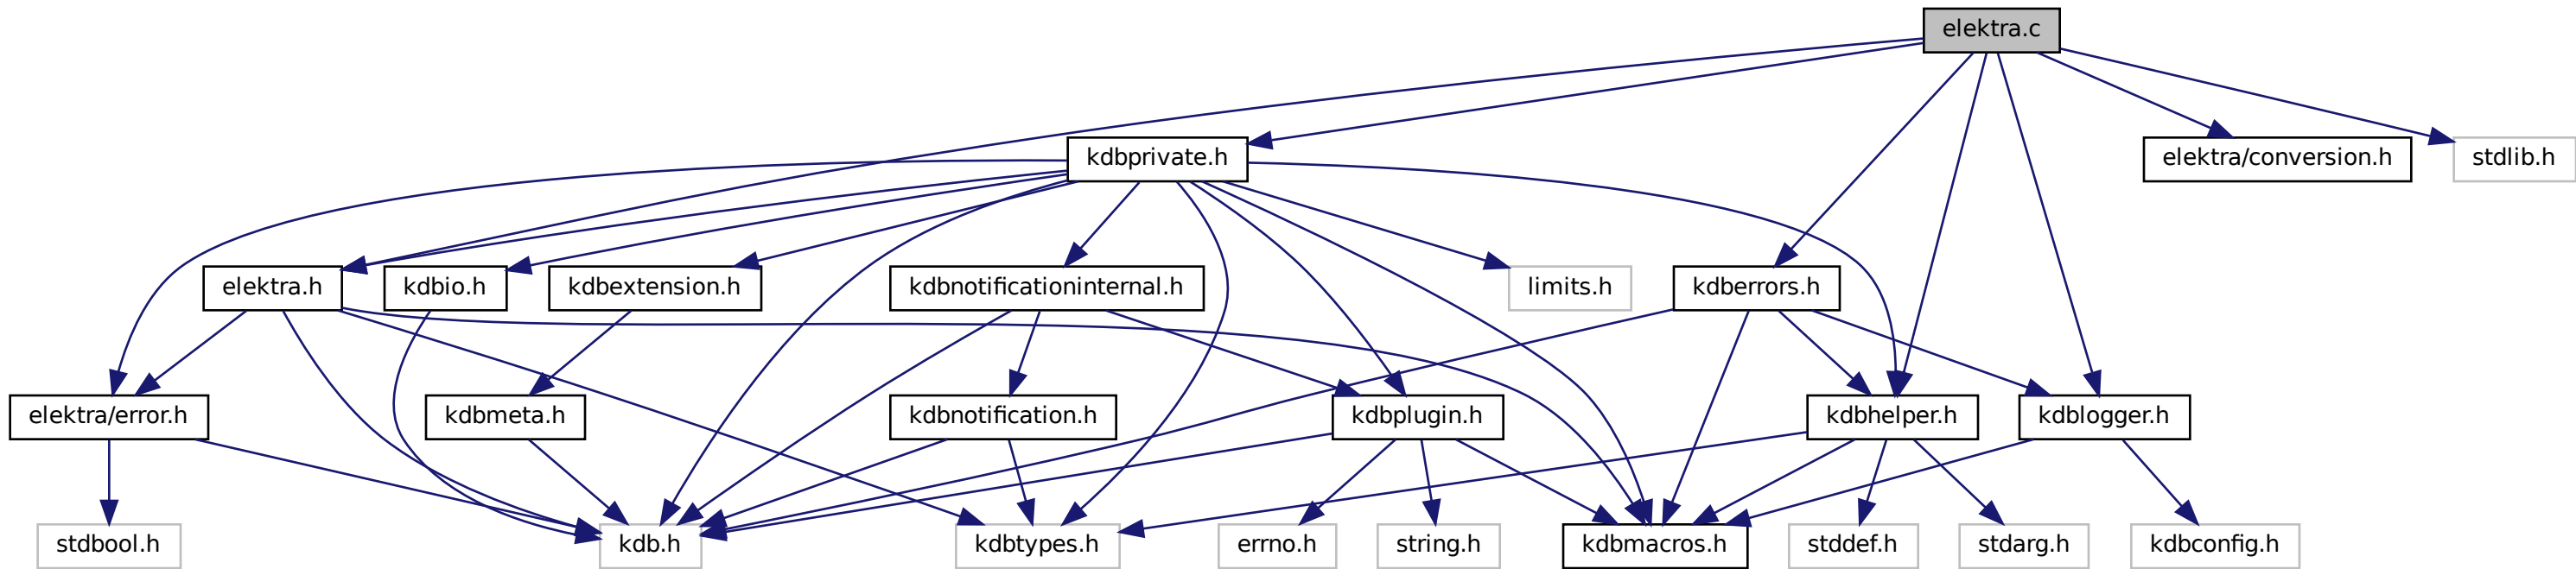 elektra.c
kdbprivate.h
elektra/conversion.h
stdlib.h
elektra.h
kdbio.h
kdbextension.h
kdbnotificationinternal.h
limits.h
kdberrors.h
elektra/error.h
kdbmeta.h
kdbnotification.h
kdbplugin.h
kdbhelper.h
kdblogger.h
stdbool.h
kdb.h
kdbtypes.h
errno.h
string.h
kdbmacros.h
stddef.h
stdarg.h
kdbconfig.h